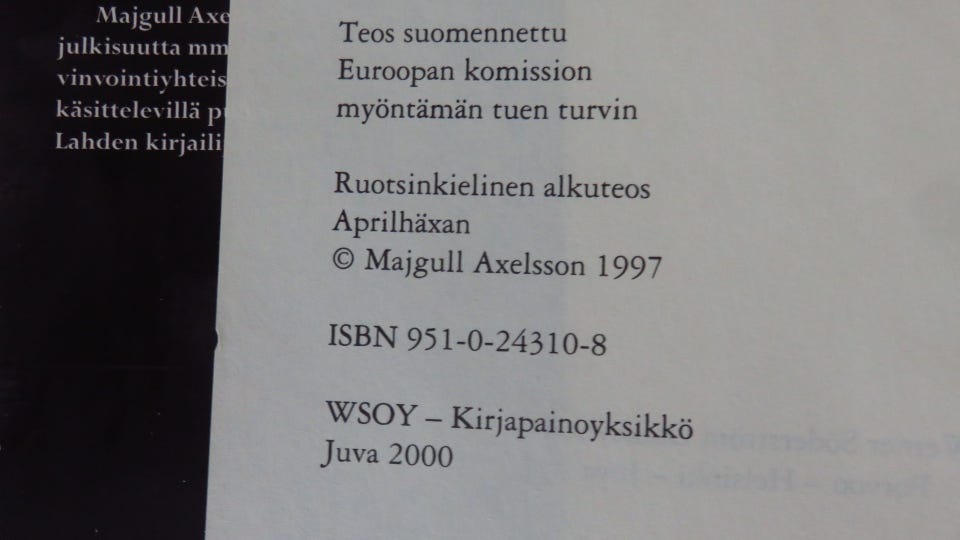 Majgull Axe
julkisuutta mm
vinvointiyhteis
käsittelevillä p
Lahden kirjaili
Teos suomennettu
Euroopan komission
myöntämän tuen turvin
Ruotsinkielinen alkuteos
Aprilhäxan
© Majgull Axelsson 1997
ISBN 951-0-24310-8
WSOY – Kirjapainoyksikkö
Juva 2000